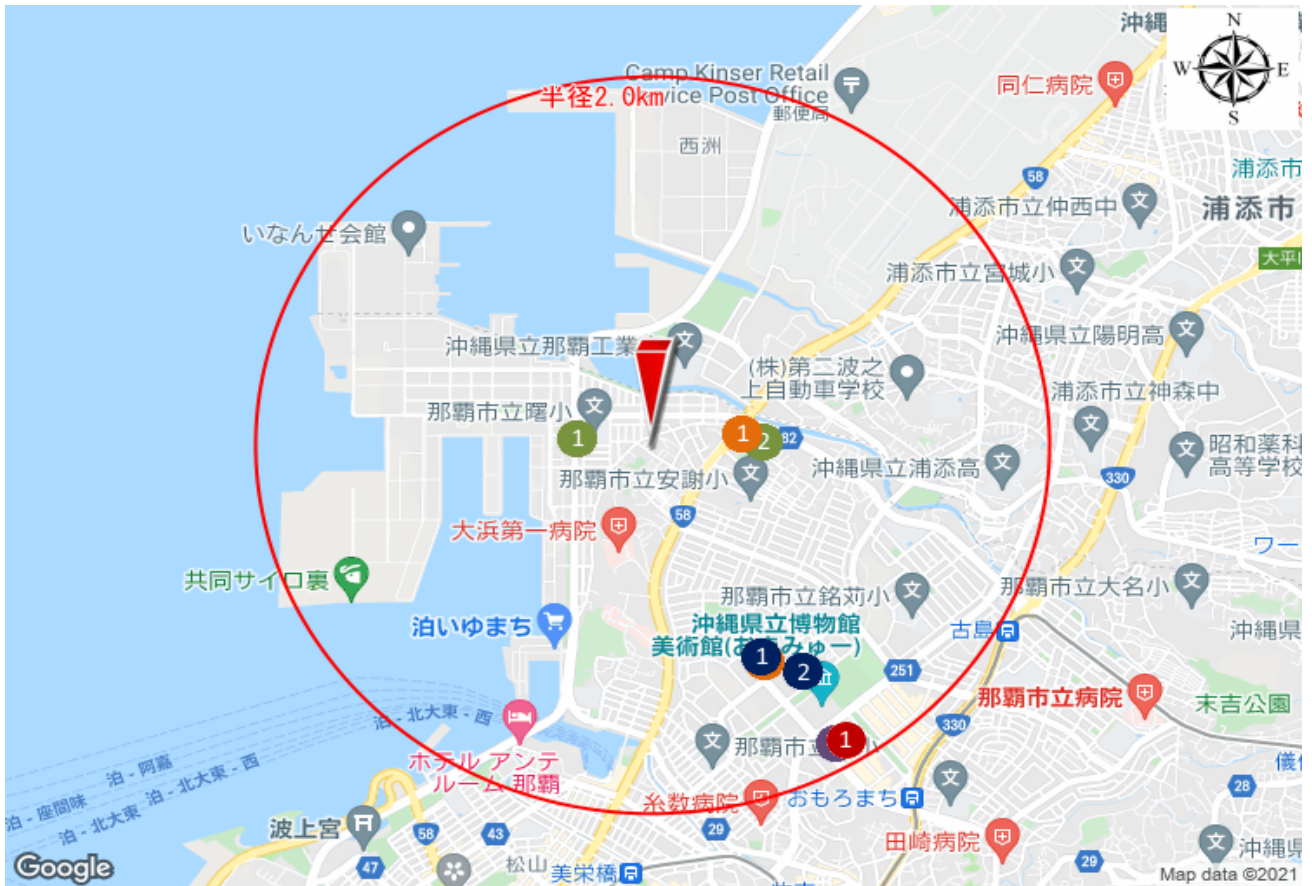 沖縄
N
W
E
S
Camp Kinser Retail
vice Post Office
郵便局
半径2.0km
同仁病院
西洲
58
浦添市
浦添市立仲西中
浦添市
いなんせ会館
大平
浦添市立宮城小
沖縄県立那覇工業
沖縄県立陽明高
(株)第二波之
上自動車学校
浦添市立神森中
那覇市立曙小
1
1
2
82
昭和薬科
高等学校
那覇市立安謝小
沖縄県立浦添高
330
58
大浜第一病院
ワー
共同サイロ裏
那覇市立銘苅小
那覇市立大名小
泊いゆまち
沖縄県立博物館
美術館(お
みゅー)
古島
沖縄県
1
2
251
那覇市立病院
末吉公園
泊 - 北大東 - 西
330
1
那覇市立
小
ホテル アンテ
ルーム 那覇
泊 - 阿嘉
泊 - 北大東 - 西
儀
泊 - 座間味
泊 - 北大東
糸数病院
おもろまち
28
波上宮
58
43
29
田崎病院
沖縄県
47
松山
美栄橋
29
Google
Map data ©2021